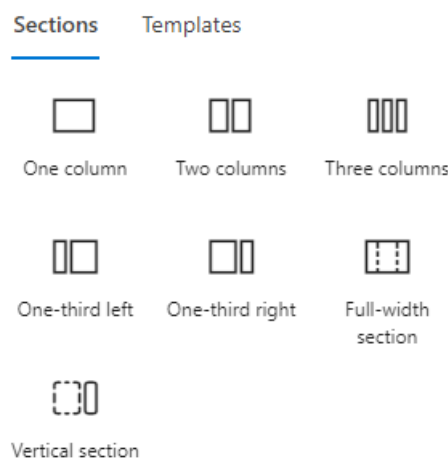 Sections Templates
One column Two columns Three columns
One-third left One-third right Full-width
section
Vertical section